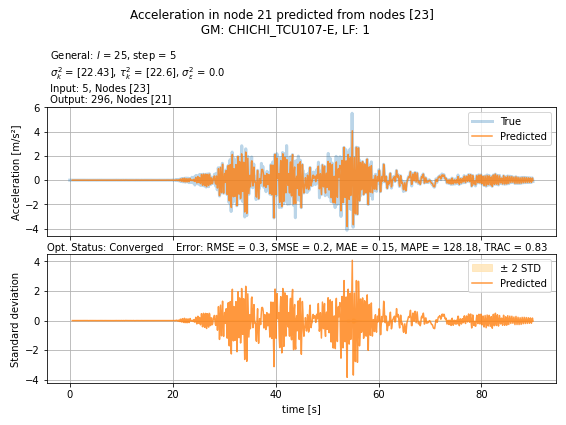 Acceleration in node 21 predicted from nodes [23]
GM: CHICHI_TCU107-E, LF: 1
General: l = 25, step = 5
σ²ₖ = [22.43], τ²ₖ = [22.6], σ²_ε = 0.0
Input: 5, Nodes [23]
Output: 296, Nodes [21]
Acceleration [m/s²]
6
4
2
0
−2
−4
True
Predicted
Opt. Status: Converged Error: RMSE = 0.3, SMSE = 0.2, MAE = 0.15, MAPE = 128.18, TRAC = 0.83
Standard deviation
4
2
0
−2
−4
± 2 STD
Predicted
0 20 40 60 80
time [s]